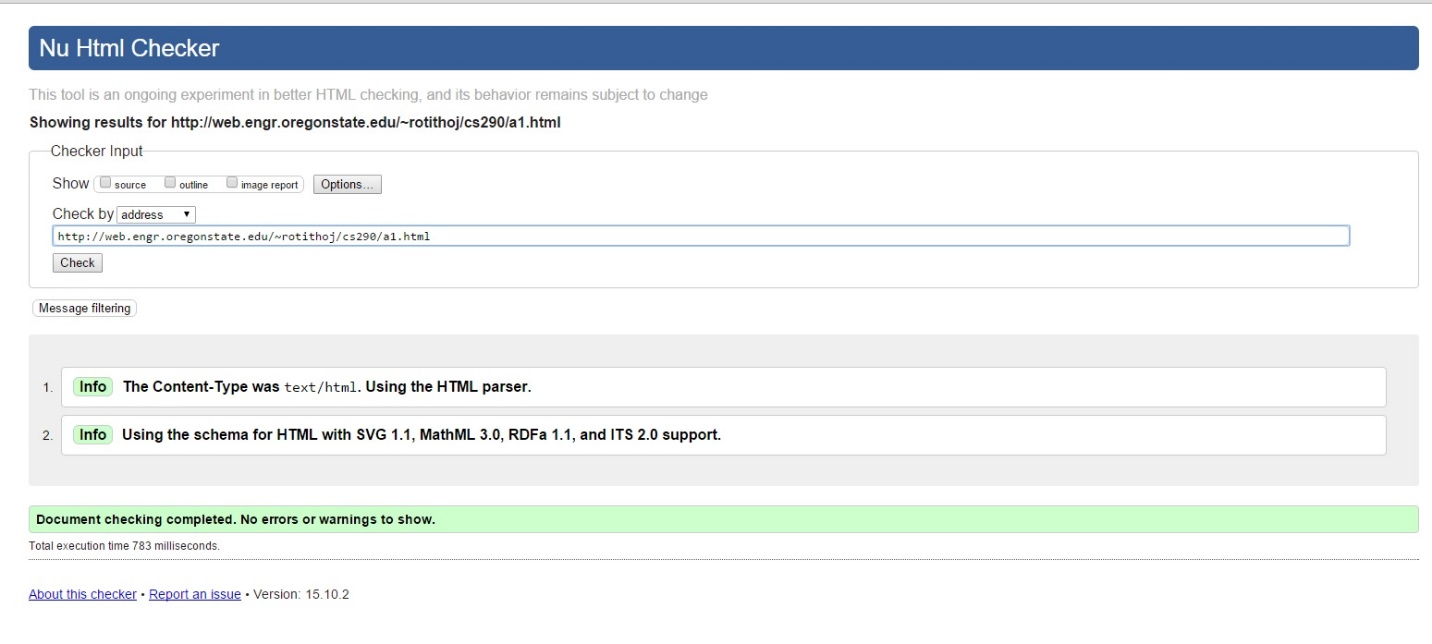 Nu Html Checker
This tool is an ongoing experiment in better HTML checking, and its behavior remains subject to change
Showing results for http://web.engr.oregonstate.edu/~rotithoj/cs290/a1.html
Checker Input
Show source outline image report Options...
Check by address
http://web.engr.oregonstate.edu/~rotithoj/cs290/a1.html
Check
Message filtering
1. Info The Content-Type was text/html. Using the HTML parser.
2. Info Using the schema for HTML with SVG 1.1, MathML 3.0, RDFa 1.1, and ITS 2.0 support.
Document checking completed. No errors or warnings to show.
Total execution time 783 milliseconds.
About this checker • Report an issue • Version: 15.10.2